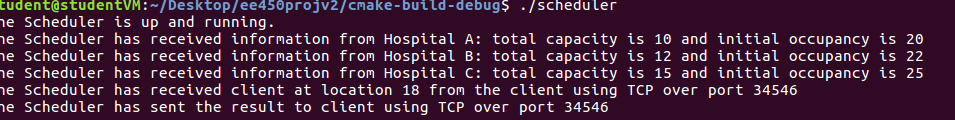 tudent@studentVM:~/Desktop/ee450projv2/cmake-build-debug$ ./scheduler
he Scheduler is up and running.
he Scheduler has received information from Hospital A: total capacity is 10 and initial occupancy is 20
he Scheduler has received information from Hospital B: total capacity is 12 and initial occupancy is 22
he Scheduler has received information from Hospital C: total capacity is 15 and initial occupancy is 25
he Scheduler has received client at location 18 from the client using TCP over port 34546
he Scheduler has sent the result to client using TCP over port 34546